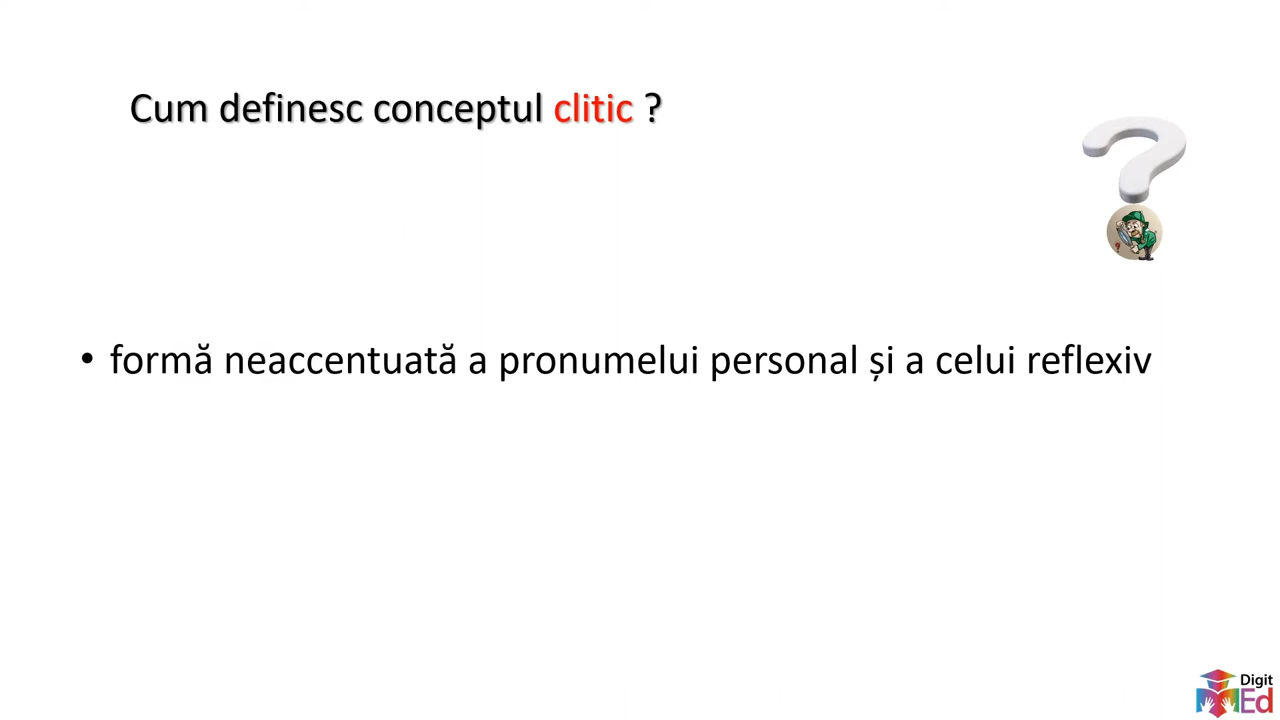 Cum definesc conceptul clitic ?
• formă neaccentuată a pronumelui personal și a celui reflexiv
Digit
Ed